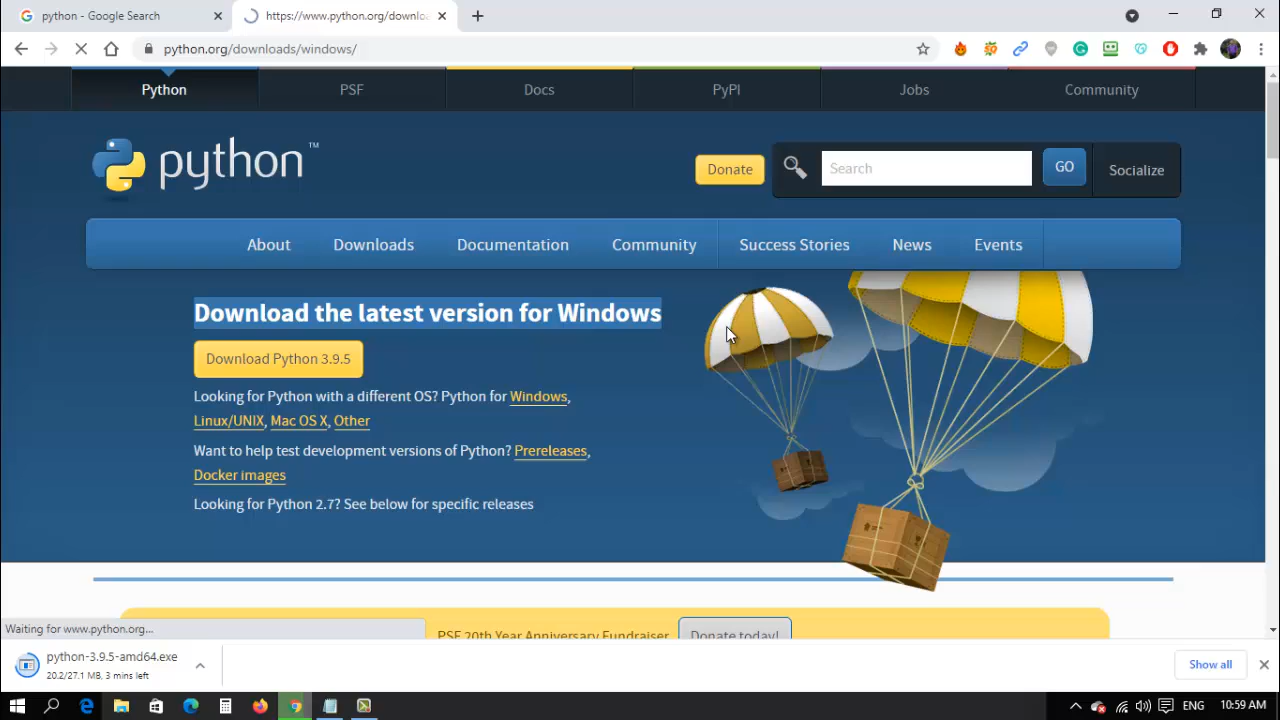 python - Google Search
https://www.python.org/downlo
python.org/downloads/windows/
Python
PSF
Docs
PyPI
Jobs
Community
python™
Donate
Search
GO
Socialize
About
Downloads
Documentation
Community
Success Stories
News
Events
Download the latest version for Windows
Download Python 3.9.5
Looking for Python with a different OS? Python for Windows,
Linux/UNIX, Mac OS X, Other
Want to help test development versions of Python? Prereleases,
Docker images
Looking for Python 2.7? See below for specific releases
PSF 20th Year Anniversary Fundraiser
Donate today!
Waiting for www.python.org...
python-3.9.5-amd64.exe
20.2/27.1 MB, 3 mins left
Show all
ENG
10:59 AM